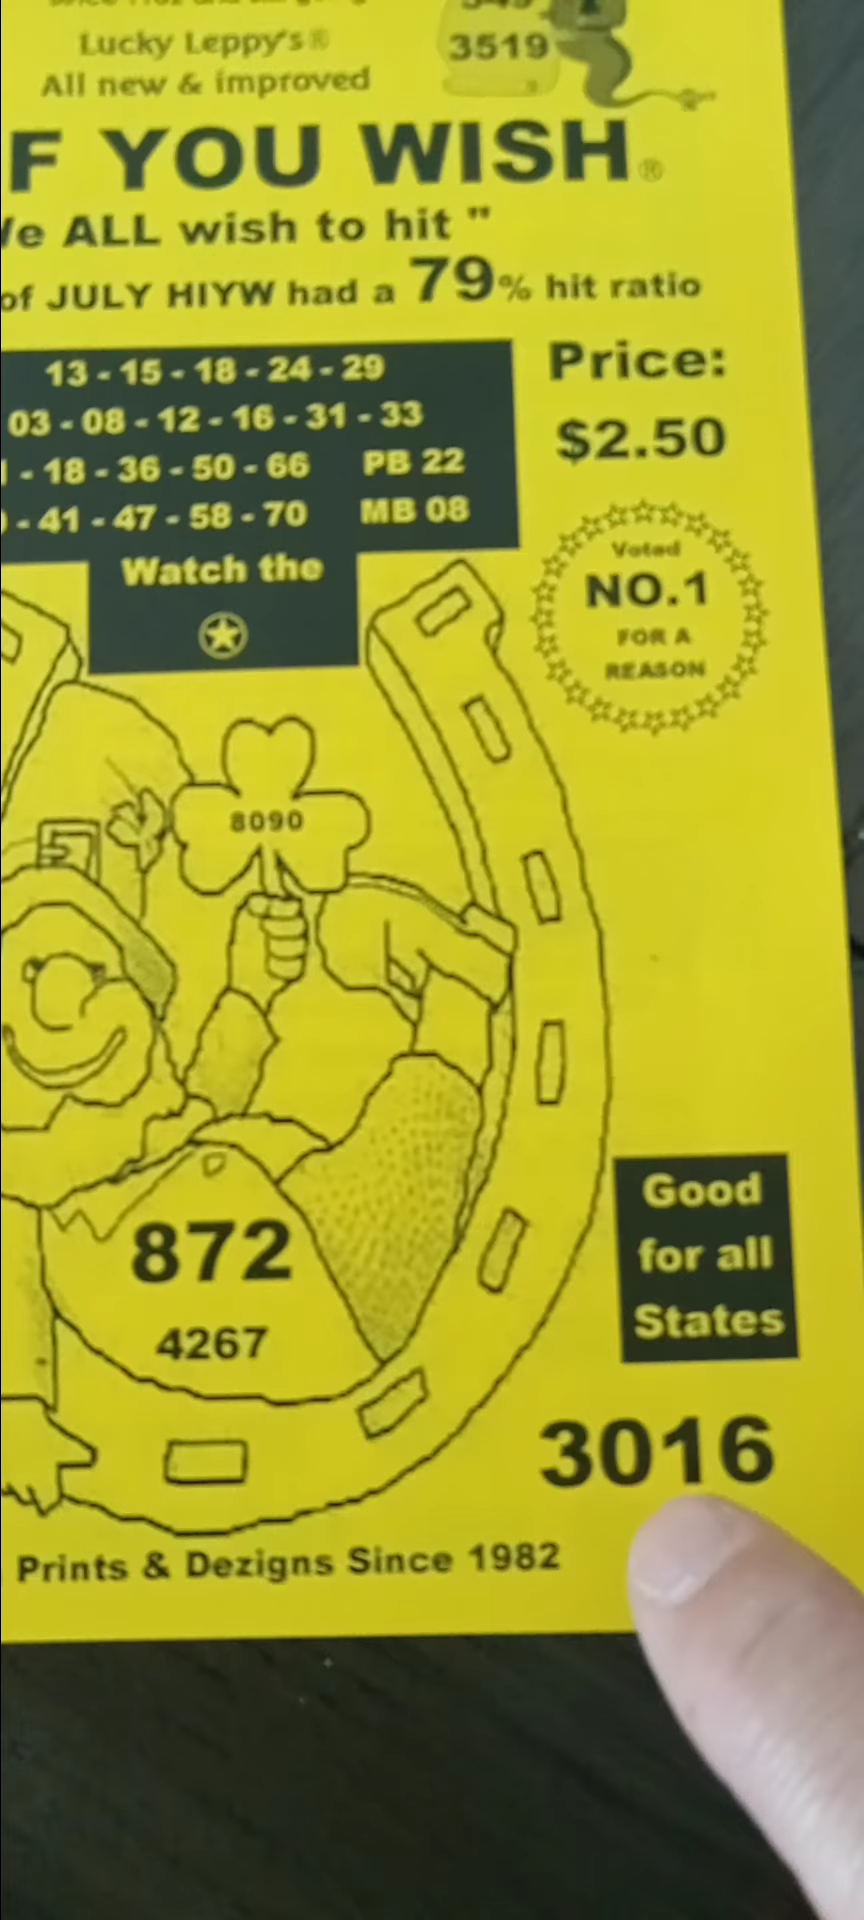 Lucky Leppy's®
All new & improved
3519
F YOU WISH®
ALL wish to hit "
of JULY HIYW had a 79% hit ratio
13 - 15 - 18 - 24 - 29
03 - 08 - 12 - 16 - 31 - 33
- 18 - 36 - 50 - 66 PB 22
- 41 - 47 - 58 - 70 MB 08
Price:
$2.50
Watch the
Voted
NO.1
FOR A
REASON
8090
872
4267
Good
for all
States
3016
Prints & Dezigns Since 1982